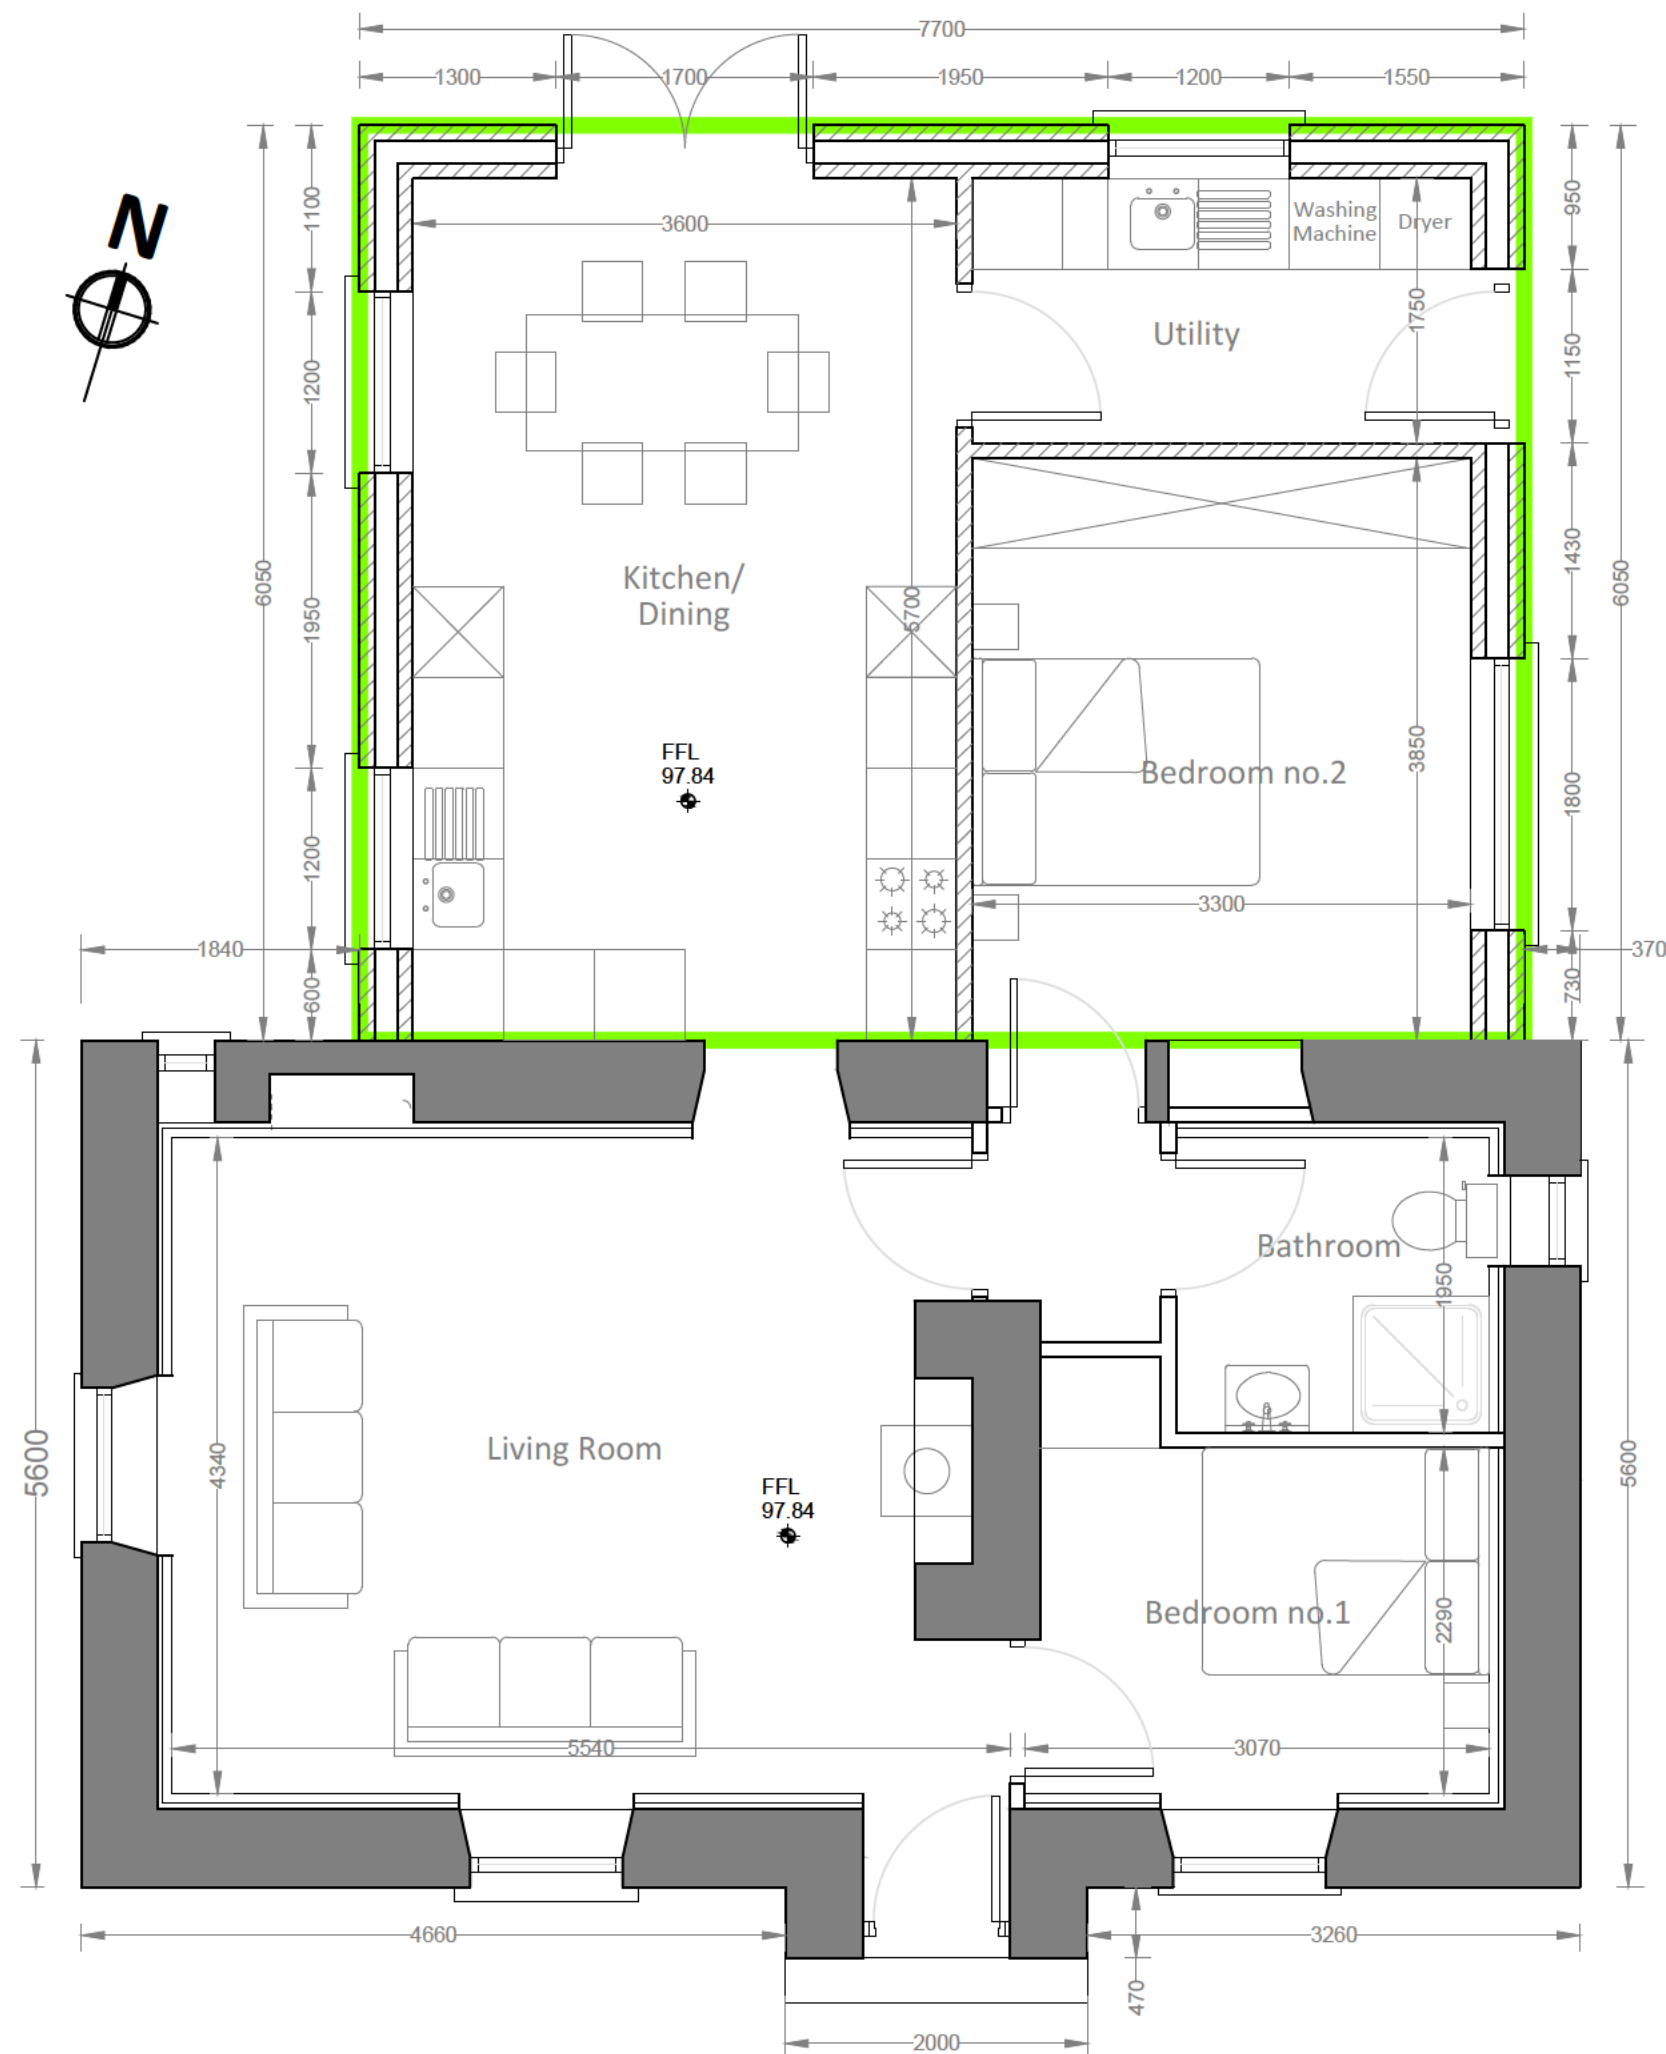 7700
1300
1700
1950
1200
1550
N
1100
950
3600
Washing
Machine
Dryer
1750
Utility
1150
1200
6050
1430
6050
Kitchen/
Dining
1950
5700
FFL
97.84
Bedroom no.2
3850
1800
1200
3300
1840
370
600
730
Bathroom
1950
5600
4340
Living Room
5600
FFL
97.84
Bedroom no.1
2290
5540
3070
4660
3260
470
2000